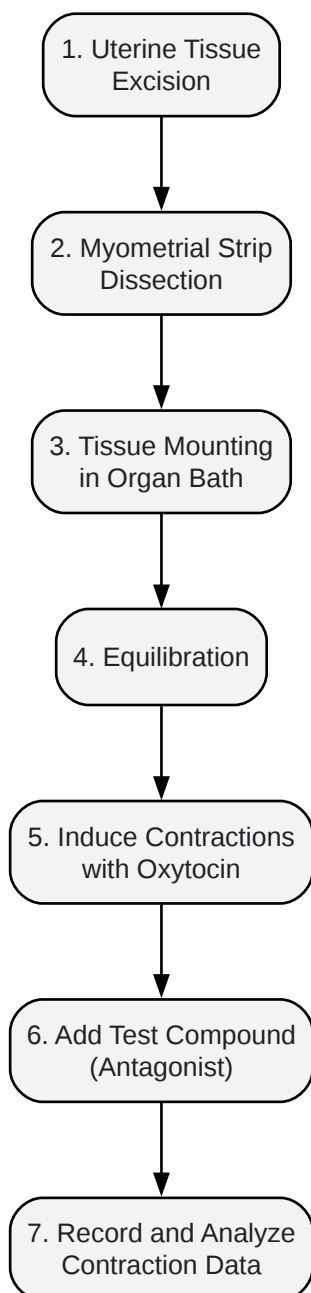 1. Uterine Tissue
Excision
2. Myometrial Strip
Dissection
3. Tissue Mounting
in Organ Bath
4. Equilibration
5. Induce Contractions
with Oxytocin
6. Add Test Compound
(Antagonist)
7. Record and Analyze
Contraction Data